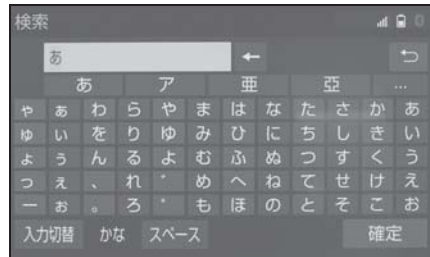 検索
あ
あ ア 亜 亞 ...
ゃ ぁ わ ら や ま は な た さ か あ
ゅ ぃ を り ゆ み ひ に ち し き い
ょ ぅ ん る よ む ふ ぬ つ す く う
っ ぇ 、 れ ゛ め へ ね て せ け え
ー ぉ 。 ろ ゜ も ほ の と そ こ お
入力切替 かな スペース 確定